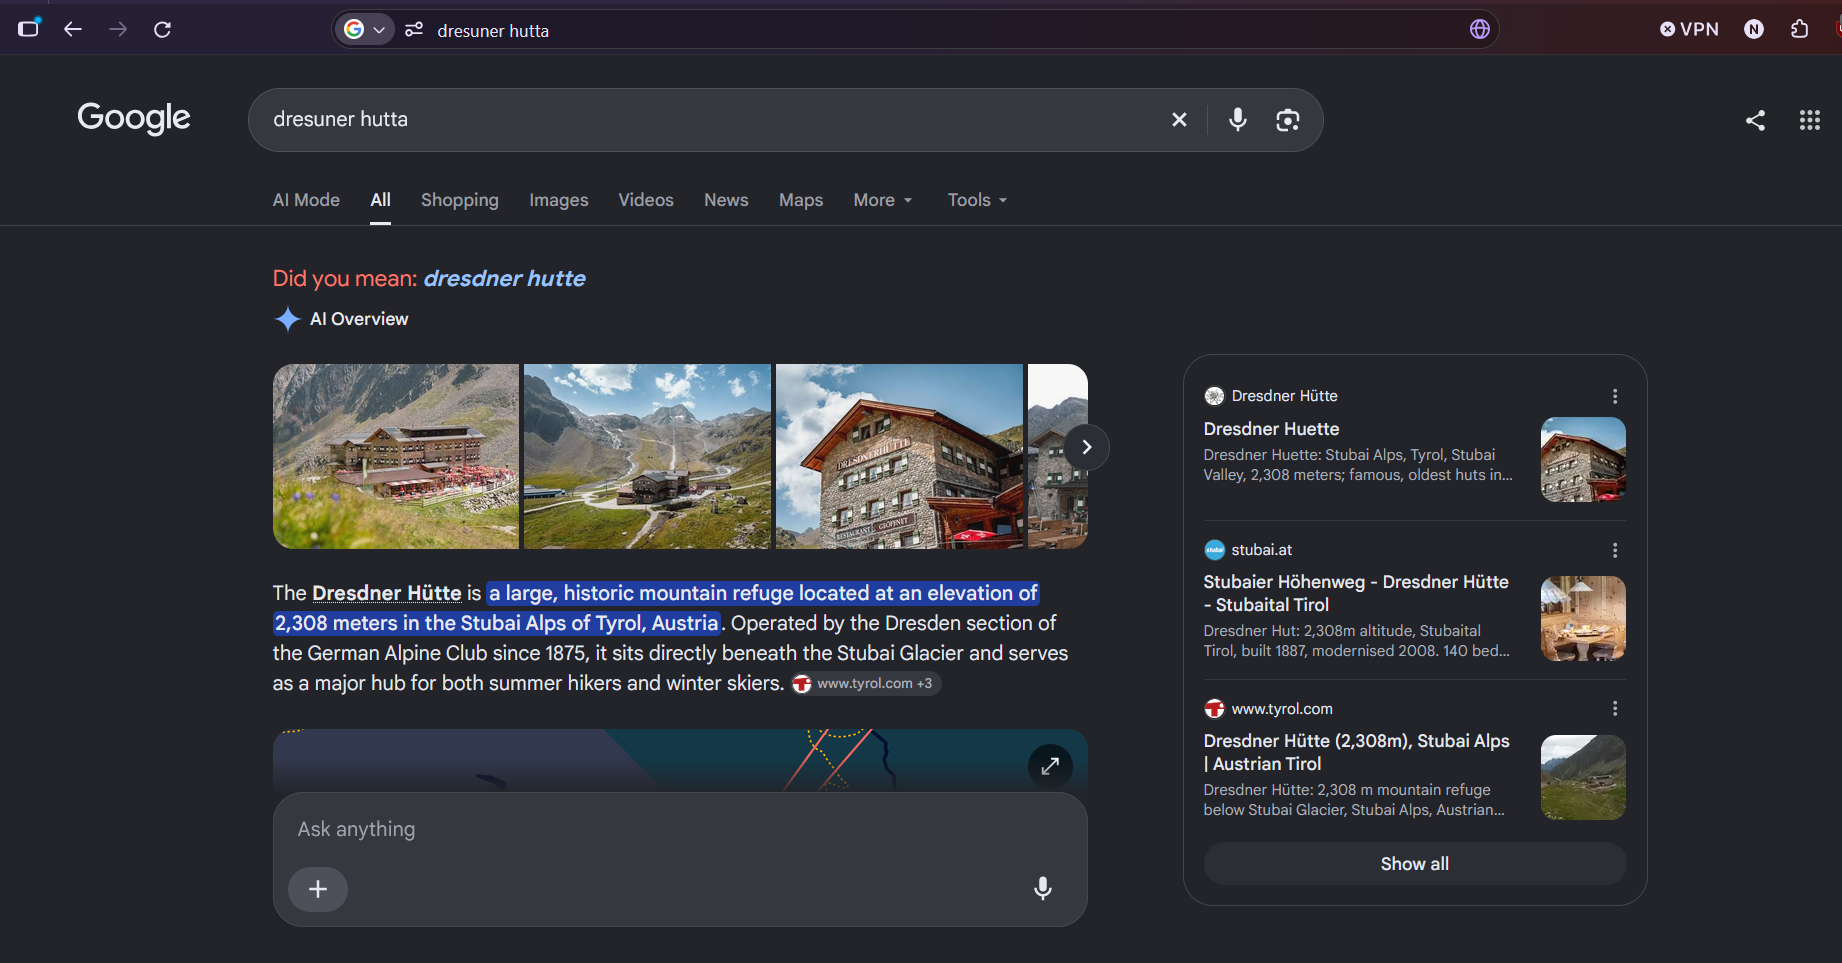 dresuner hutta
VPN
N
Google
dresuner hutta
AI Mode
All
Shopping
Images
Videos
News
Maps
More
Tools
Did you mean: dresdner hutte
AI Overview
DRESDNERHÜTTE
RESTAURANT GEÖFFNET
The Dresdner Hütte is a large, historic mountain refuge located at an elevation of
2,308 meters in the Stubai Alps of Tyrol, Austria. Operated by the Dresden section of
the German Alpine Club since 1875, it sits directly beneath the Stubai Glacier and serves
as a major hub for both summer hikers and winter skiers. www.tyrol.com +3
Ask anything
Dresdner Hütte
Dresdner Huette
Dresdner Huette: Stubai Alps, Tyrol, Stubai
Valley, 2,308 meters; famous, oldest huts in...
stubai
stubai.at
Stubaier Höhenweg - Dresdner Hütte
- Stubaital Tirol
Dresdner Hut: 2,308m altitude, Stubaital
Tirol, built 1887, modernised 2008. 140 bed...
www.tyrol.com
Dresdner Hütte (2,308m), Stubai Alps
| Austrian Tirol
Dresdner Hütte: 2,308 m mountain refuge
below Stubai Glacier, Stubai Alps, Austrian...
Show all